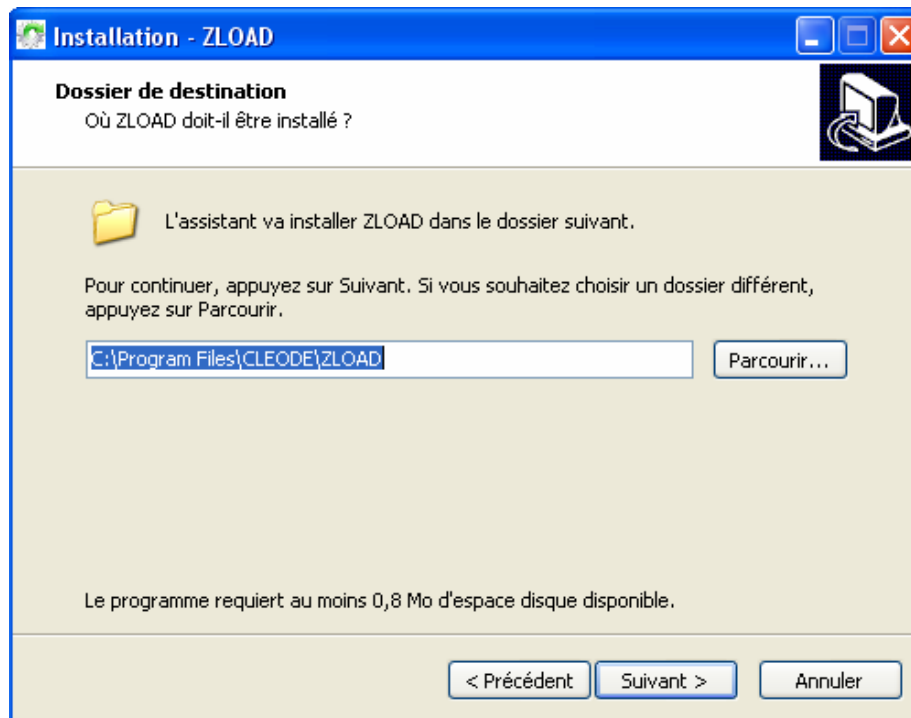 Installation - ZLOAD
Dossier de destination
Où ZLOAD doit-il être installé ?
L'assistant va installer ZLOAD dans le dossier suivant.
Pour continuer, appuyez sur Suivant. Si vous souhaitez choisir un dossier différent,
appuyez sur Parcourir.
C:\Program Files\CLEODE\ZLOAD
Parcourir...
Le programme requiert au moins 0,8 Mo d'espace disque disponible.
< Précédent
Suivant >
Annuler